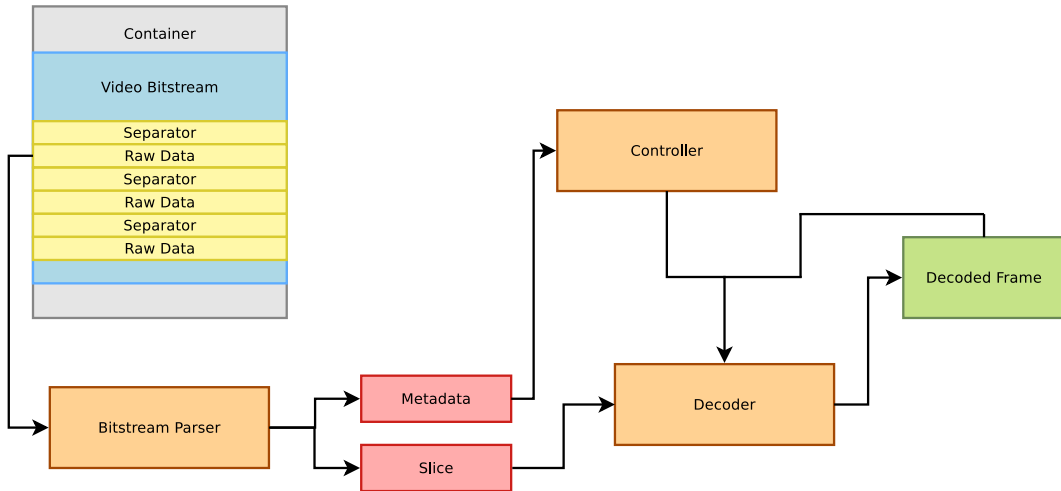 Container
Video Bitstream
Separator
Raw Data
Separator
Raw Data
Separator
Raw Data
Controller
Decoded Frame
Metadata
Decoder
Bitstream Parser
Slice